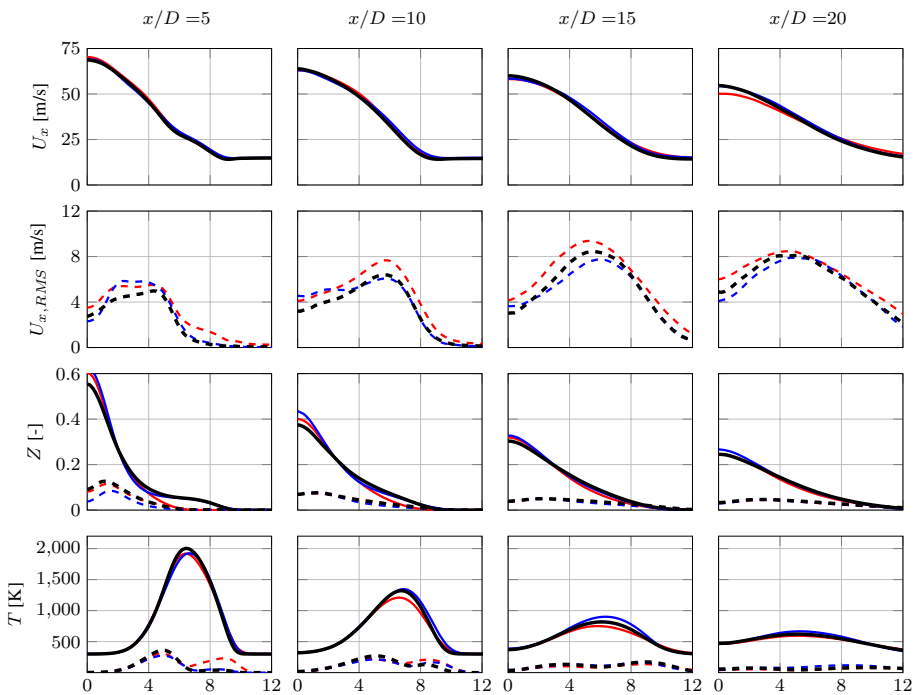 x/D =5 x/D =10 x/D =15 x/D =20
75
50
25
0
U_x [m/s]
12
8
4
0
U_{x,RMS} [m/s]
0.6
0.4
0.2
0
Z [-]
2,000
1,500
1,000
500
T [K]
0 4 8 12 0 4 8 12 0 4 8 12 0 4 8 12